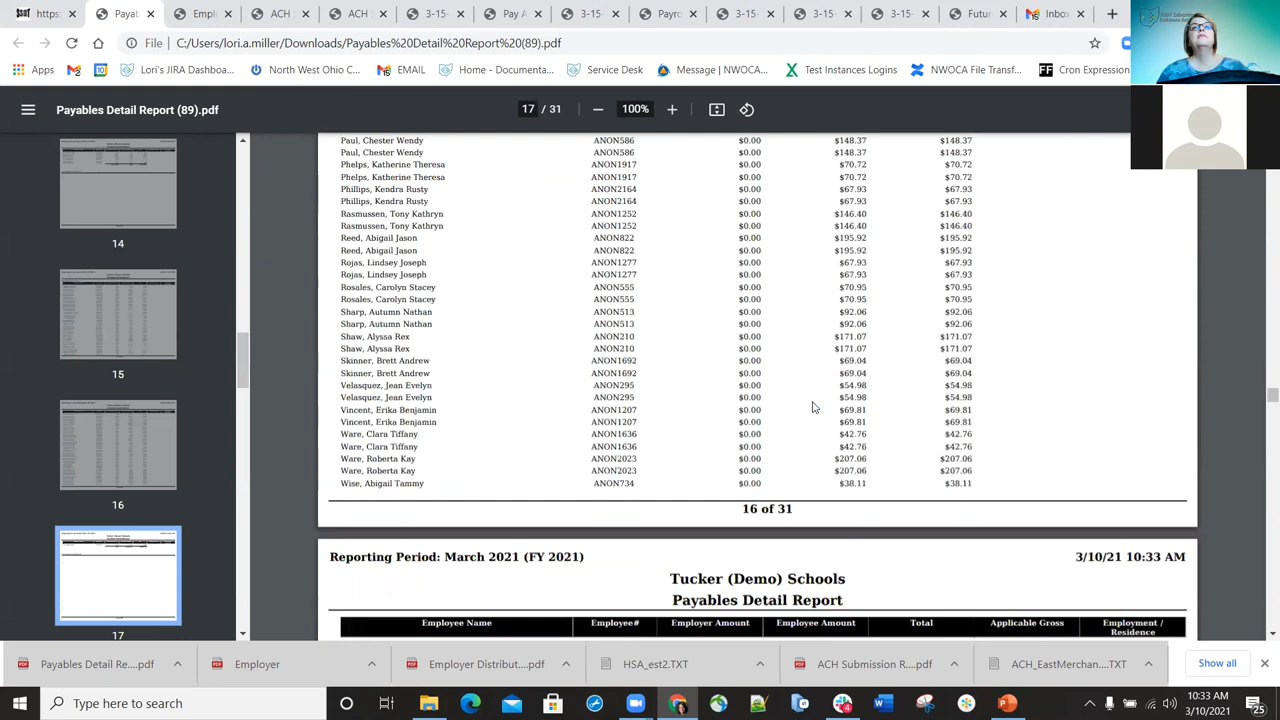 https:
Payab
Empl
ACH
3-15-
Pay A
3-15-
Payro
3-15-
3-15-
3-15-
Futur
Inbox
File C:/Users/lori.a.miller/Downloads/Payables%20Detail%20Report%20(89).pdf
Apps
Lori's JIRA Dashboa...
North West Ohio C...
EMAIL
Home - Documenta...
Service Desk
Message | NWOCA...
Test Instances Logins
NWOCA File Transf...
FF Cron Expression
Payables Detail Report (89).pdf
17 / 31
100%
14
15
16
17
Paul, Chester Wendy ANON586 $0.00 $148.37 $148.37
Paul, Chester Wendy ANON586 $0.00 $148.37 $148.37
Phelps, Katherine Theresa ANON1917 $0.00 $70.72 $70.72
Phelps, Katherine Theresa ANON1917 $0.00 $70.72 $70.72
Phillips, Kendra Rusty ANON2164 $0.00 $67.93 $67.93
Phillips, Kendra Rusty ANON2164 $0.00 $67.93 $67.93
Rasmussen, Tony Kathryn ANON1252 $0.00 $146.40 $146.40
Rasmussen, Tony Kathryn ANON1252 $0.00 $146.40 $146.40
Reed, Abigail Jason ANON822 $0.00 $195.92 $195.92
Reed, Abigail Jason ANON822 $0.00 $195.92 $195.92
Rojas, Lindsey Joseph ANON1277 $0.00 $67.93 $67.93
Rojas, Lindsey Joseph ANON1277 $0.00 $67.93 $67.93
Rosales, Carolyn Stacey ANON555 $0.00 $70.95 $70.95
Rosales, Carolyn Stacey ANON555 $0.00 $70.95 $70.95
Sharp, Autumn Nathan ANON513 $0.00 $92.06 $92.06
Sharp, Autumn Nathan ANON513 $0.00 $92.06 $92.06
Shaw, Alyssa Rex ANON210 $0.00 $171.07 $171.07
Shaw, Alyssa Rex ANON210 $0.00 $171.07 $171.07
Skinner, Brett Andrew ANON1692 $0.00 $69.04 $69.04
Skinner, Brett Andrew ANON1692 $0.00 $69.04 $69.04
Velasquez, Jean Evelyn ANON295 $0.00 $54.98 $54.98
Velasquez, Jean Evelyn ANON295 $0.00 $54.98 $54.98
Vincent, Erika Benjamin ANON1207 $0.00 $69.81 $69.81
Vincent, Erika Benjamin ANON1207 $0.00 $69.81 $69.81
Ware, Clara Tiffany ANON1636 $0.00 $42.76 $42.76
Ware, Clara Tiffany ANON1636 $0.00 $42.76 $42.76
Ware, Roberta Kay ANON2023 $0.00 $207.06 $207.06
Ware, Roberta Kay ANON2023 $0.00 $207.06 $207.06
Wise, Abigail Tammy ANON734 $0.00 $38.11 $38.11
16 of 31
Reporting Period: March 2021 (FY 2021) 3/10/21 10:33 AM
Tucker (Demo) Schools
Payables Detail Report
Employee Name Employee# Employer Amount Employee Amount Total Applicable Gross Employment /
Residence
Payables Detail Re....pdf
Employer
Employer Distribut....pdf
HSA_est2.TXT
ACH Submission R....pdf
ACH_EastMerchan....TXT
Show all
Type here to search
10:33 AM
3/10/2021
25